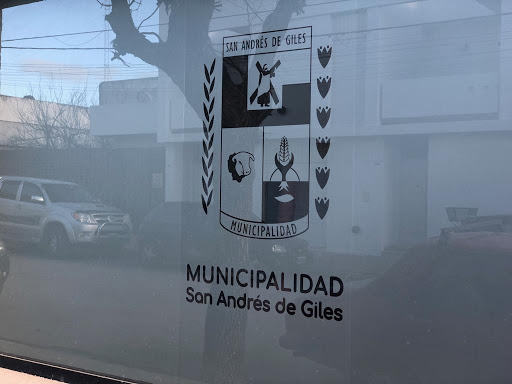 SAN ANDRÉS DE GILES
MUNICIPALIDAD
MUNICIPALIDAD
San Andrés de Giles